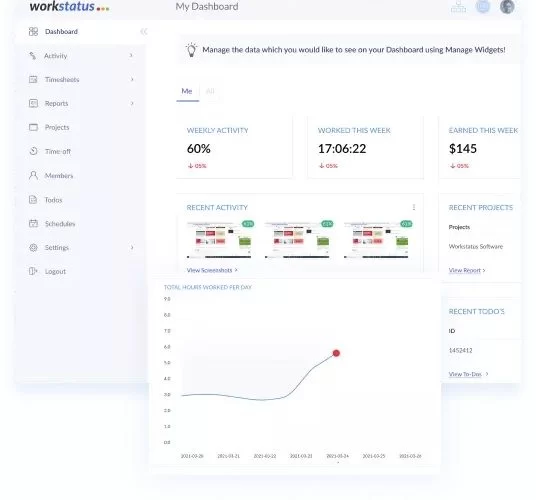 workstatus
My Dashboard
Dashboard
Activity
Timesheets
Reports
Projects
Time-off
Members
Todos
Schedules
Settings
Logout
Manage the data which you would like to see on your Dashboard using Manage Widgets!
Me
All
WEEKLY ACTIVITY
60%
↓ 05%
WORKED THIS WEEK
17:06:22
↓ 05%
EARNED THIS WEEK
$145
↓ 05%
RECENT ACTIVITY
View Screenshots >
RECENT PROJECTS
Projects
Workstatus Software
View Report >
RECENT TODO'S
ID
1452412
View To-Dos >
TOTAL HOURS WORKED PER DAY
9.0
8.0
7.0
6.0
5.0
4.0
3.0
2.0
1.0
0.0
2021-03-20 2021-03-21 2021-03-22 2021-03-23 2021-03-24 2021-03-25 2021-03-26